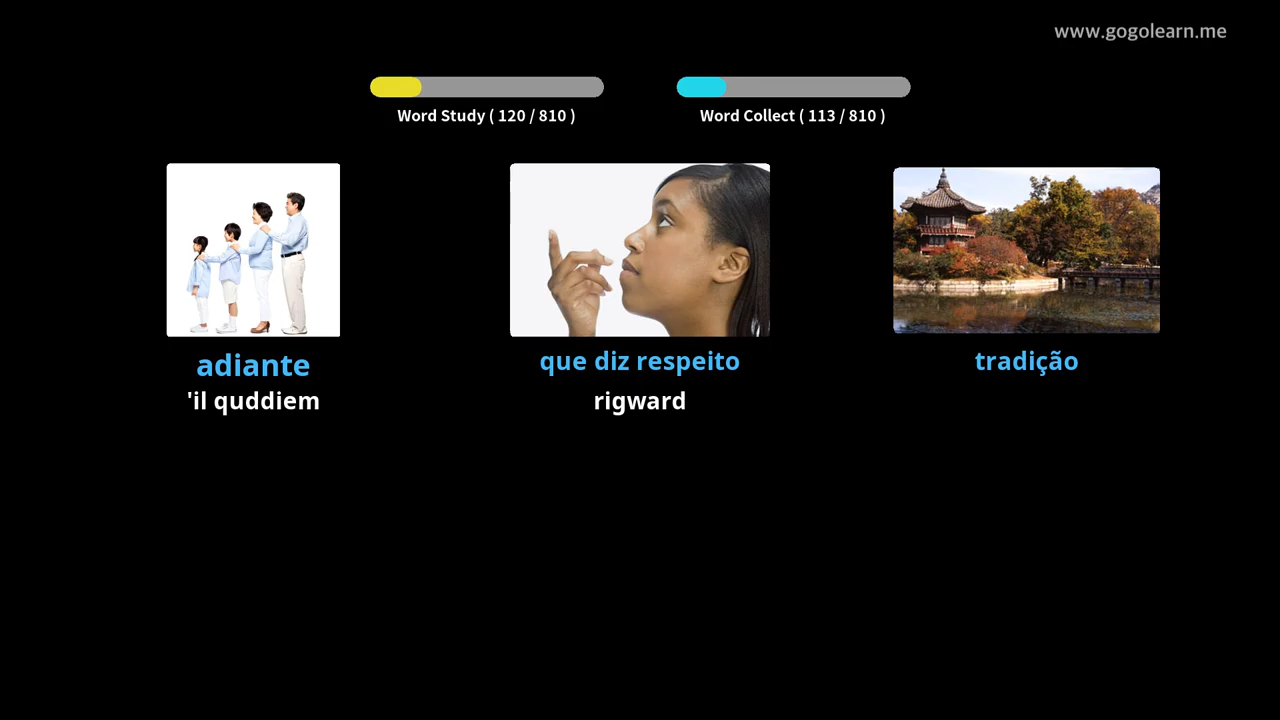 www.gogolearn.me
Word Study ( 120 / 810 )
Word Collect ( 113 / 810 )
adiante
que diz respeito
tradição
'il quddiem
rigward